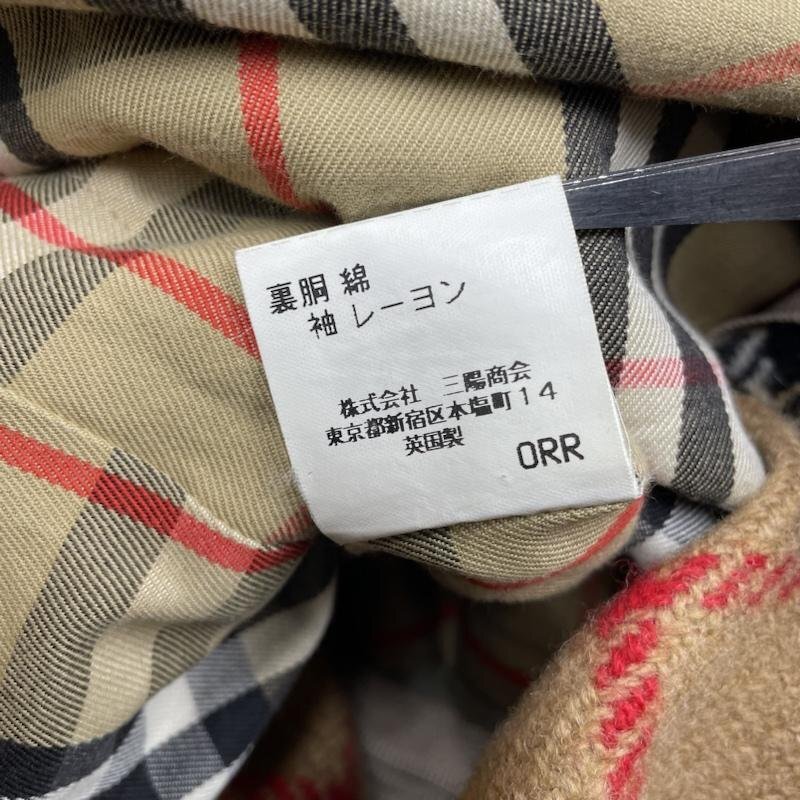 裏胴 綿
袖 レーヨン
株式会社 三陽商会
東京都新宿区本塩町14
英国製
ORR